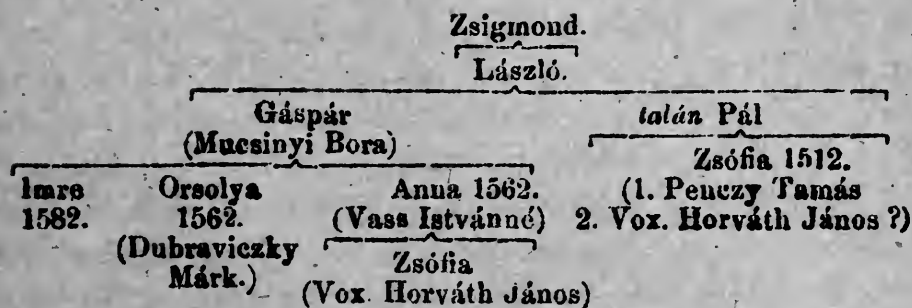 Zsigmond.
László.
Gáspár talán Pál
(Mucsinyi Bora) Zsófia 1512.
Imre Orsolya Anna 1562. (1. Penczy Tamás
1582. 1562. (Vass Istvánné) 2. Vox. Horváth János ?)
(Dubraviczky Zsófia
Márk.) (Vox. Horváth János)